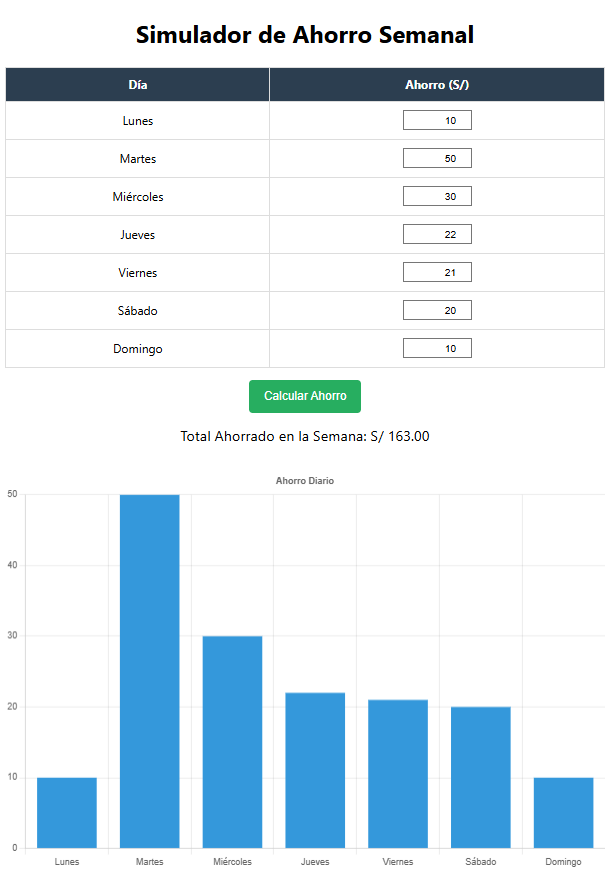 Simulador de Ahorro Semanal
Día Ahorro (S/)
Lunes 10
Martes 50
Miércoles 30
Jueves 22
Viernes 21
Sábado 20
Domingo 10
Calcular Ahorro
Total Ahorrado en la Semana: S/ 163.00
Ahorro Diario
50
40
30
20
10
0
Lunes Martes Miércoles Jueves Viernes Sábado Domingo